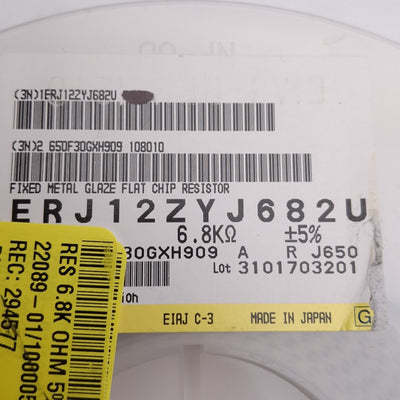 (3N)1ERJ12ZYJ682U
(3N)2 650F30GXH909 108010
FIXED METAL GLAZE FLAT CHIP RESISTOR
ERJ12ZYJ682U
6.8KΩ ±5%
30GXH909 A R J650
Lot 3101703201
EIAJ C-3 MADE IN JAPAN G
RES 6.8K OHM 5%
22089-01/10000
REC: 294577